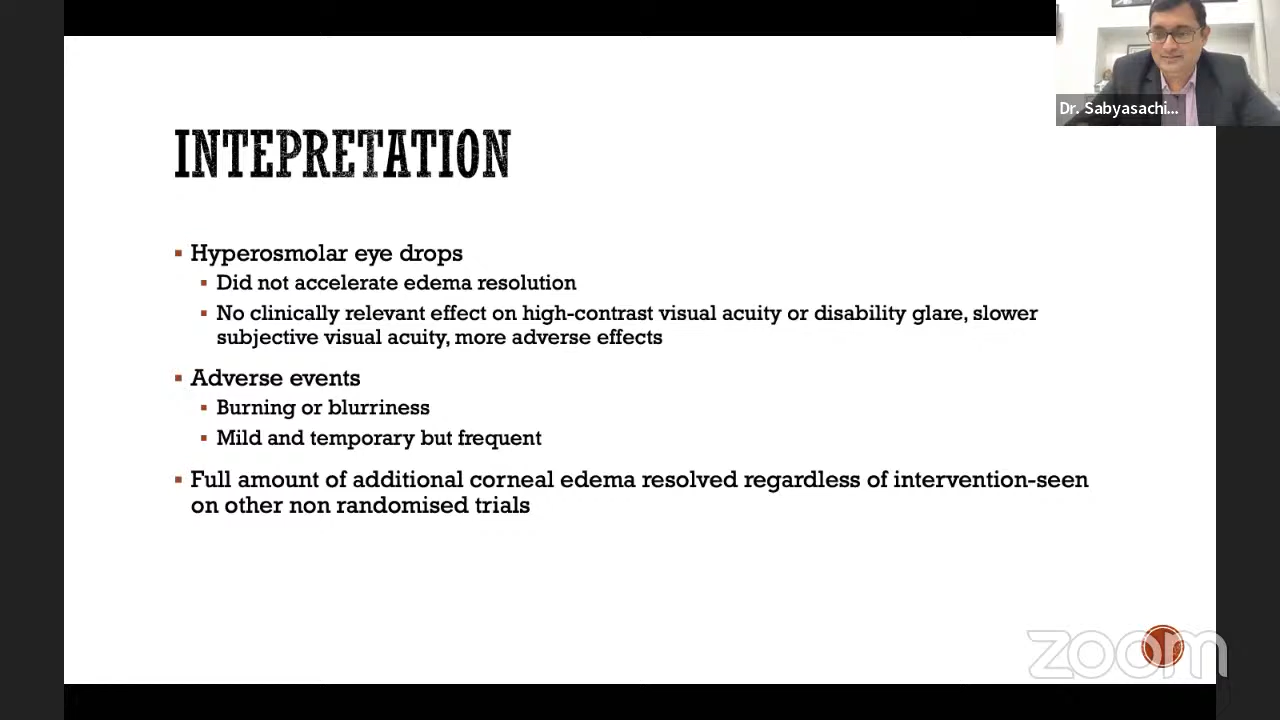 Dr. Sabyasachi...
INTEPRETATION
Hyperosmolar eye drops
Did not accelerate edema resolution
No clinically relevant effect on high-contrast visual acuity or disability glare, slower
subjective visual acuity, more adverse effects
Adverse events
Burning or blurriness
Mild and temporary but frequent
Full amount of additional corneal edema resolved regardless of intervention-seen
on other non randomised trials
zoom